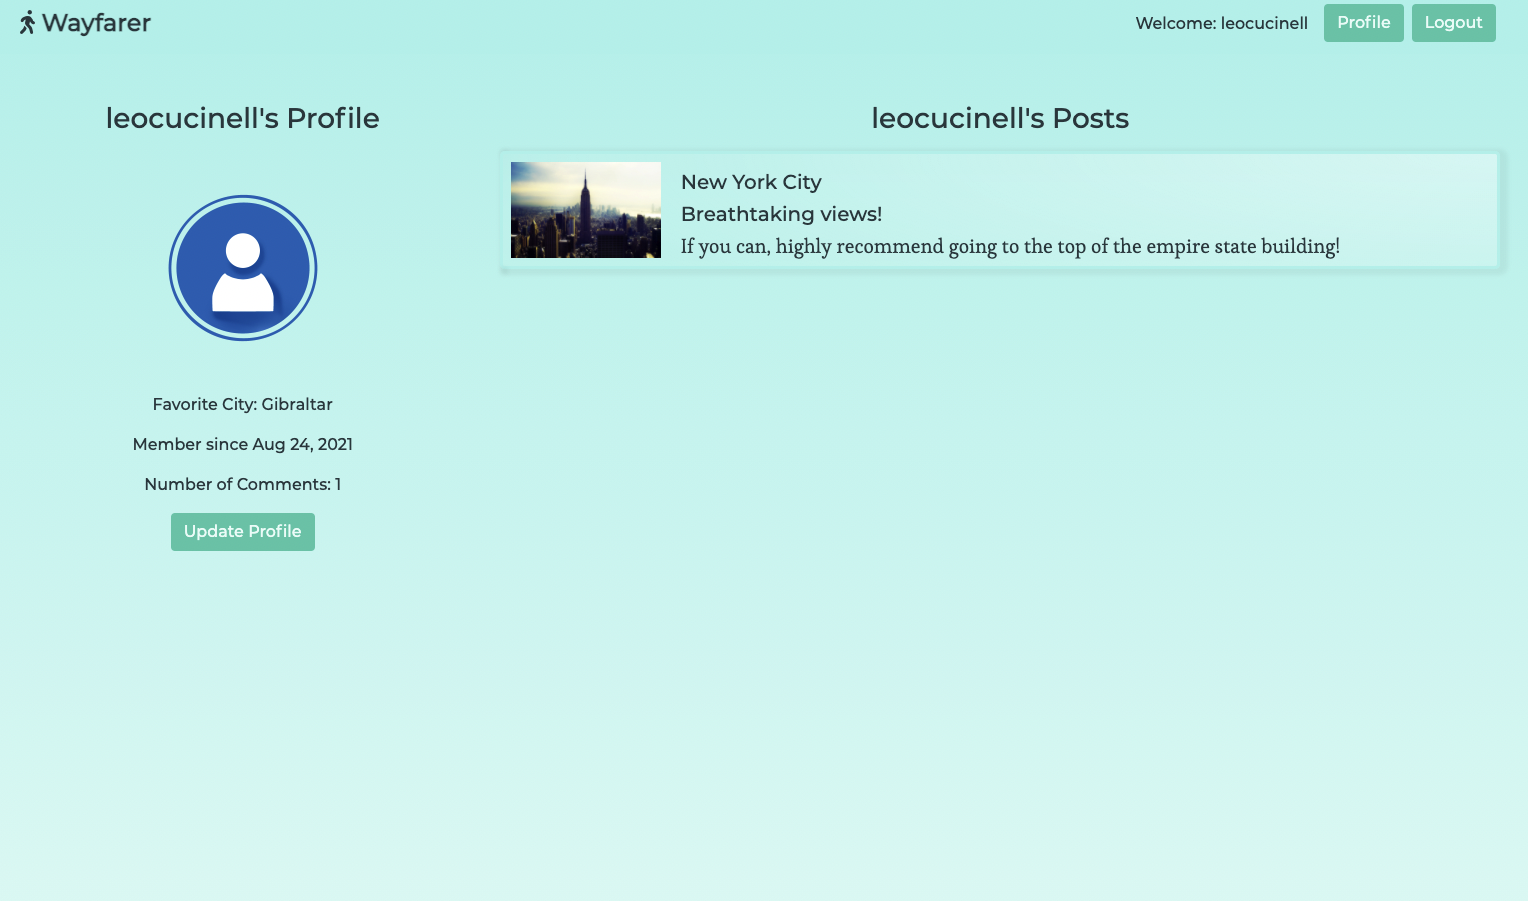 Wayfarer
Welcome: leocucinell
Profile
Logout
leocucinell's Profile
Favorite City: Gibraltar
Member since Aug 24, 2021
Number of Comments: 1
Update Profile
leocucinell's Posts
New York City
Breathtaking views!
If you can, highly recommend going to the top of the empire state building!